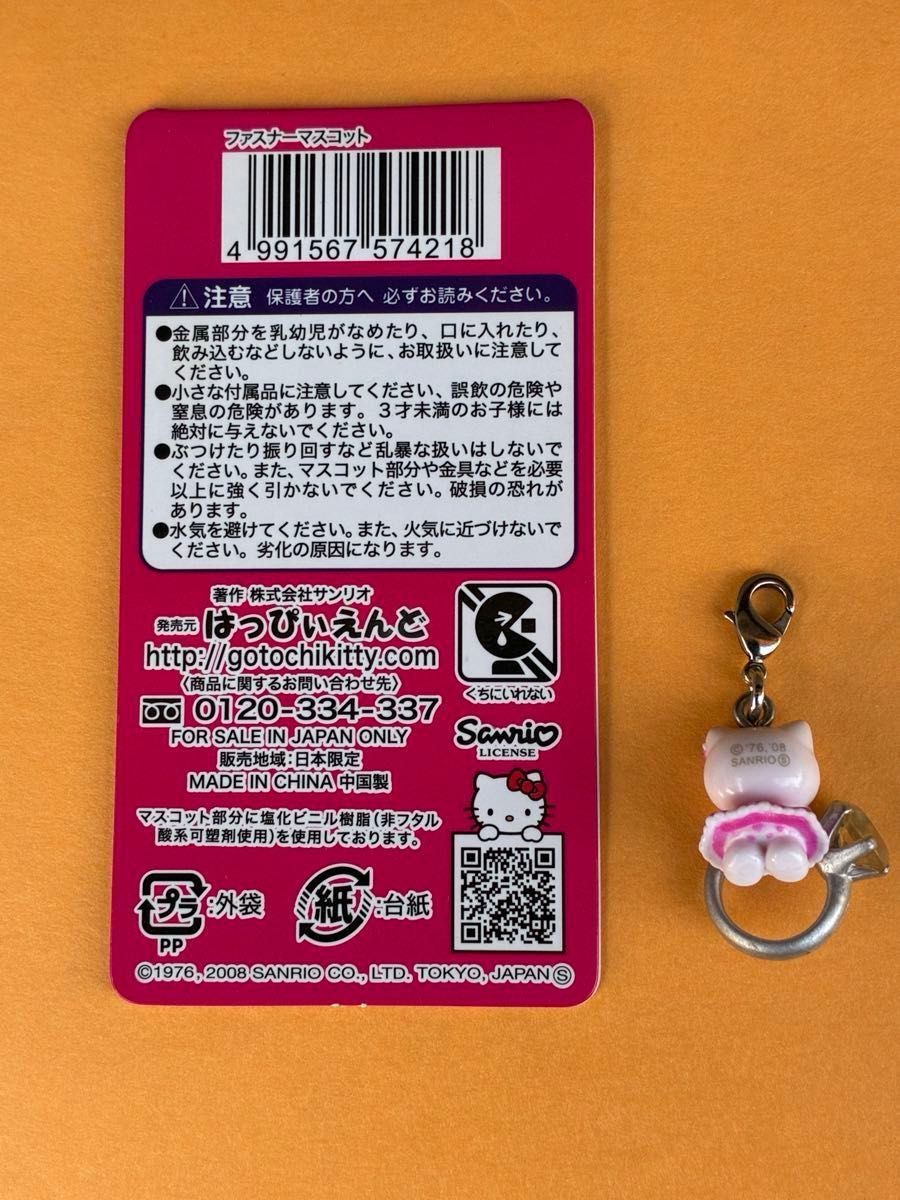 ファスナーマスコット
4 991567 574218
注意 保護者の方へ 必ずお読みください。
●金属部分を乳幼児がなめたり、口に入れたり、
飲み込むなどしないように、お取扱いに注意して
ください。
●小さな付属品に注意してください、誤飲の危険や
窒息の危険があります。3才未満のお子様には
絶対に与えないでください。
●ぶつけたり振り回すなど乱暴な扱いはしないで
ください。また、マスコット部分や金具などを必要
以上に強く引かないでください。破損の恐れが
あります。
●水気を避けてください。また、火気に近づけないで
ください。劣化の原因になります。
著作 株式会社サンリオ
発売元 はっぴぃえんど
http://gotochikitty.com
〈商品に関するお問い合わせ先〉
0120-334-337
FOR SALE IN JAPAN ONLY
販売地域:日本限定
MADE IN CHINA 中国製
くちにいれない
Sanrio
LICENSE
マスコット部分に塩化ビニル樹脂(非フタル
酸系可塑剤使用)を使用しております。
プラ:外袋
PP
紙:台紙
©1976, 2008 SANRIO CO., LTD. TOKYO, JAPAN Ⓢ
©'76,'08
SANRIO Ⓢ